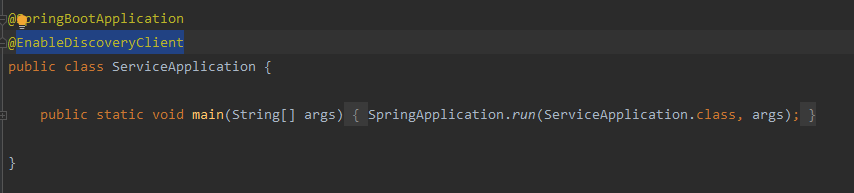 @SpringBootApplication
@EnableDiscoveryClient
public class ServiceApplication {
public static void main(String[] args) { SpringApplication.run(ServiceApplication.class, args); }
}